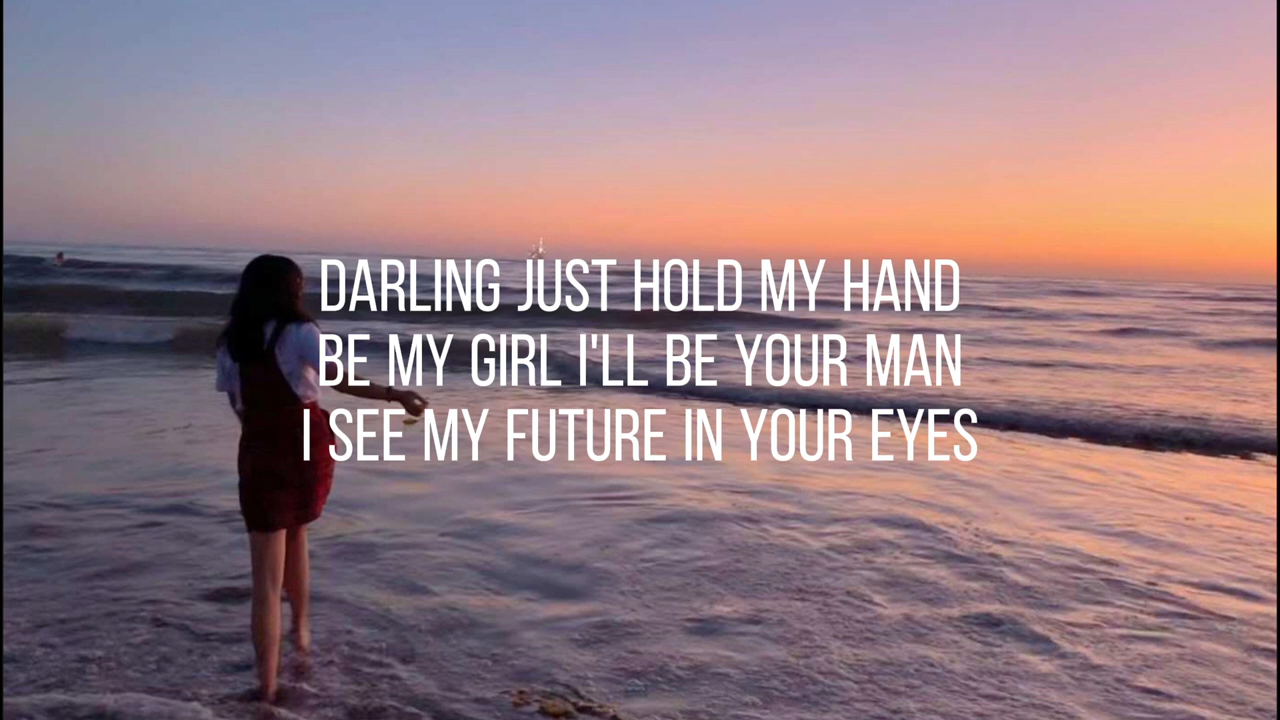 DARLING JUST HOLD MY HAND
BE MY GIRL I'LL BE YOUR MAN
I SEE MY FUTURE IN YOUR EYES